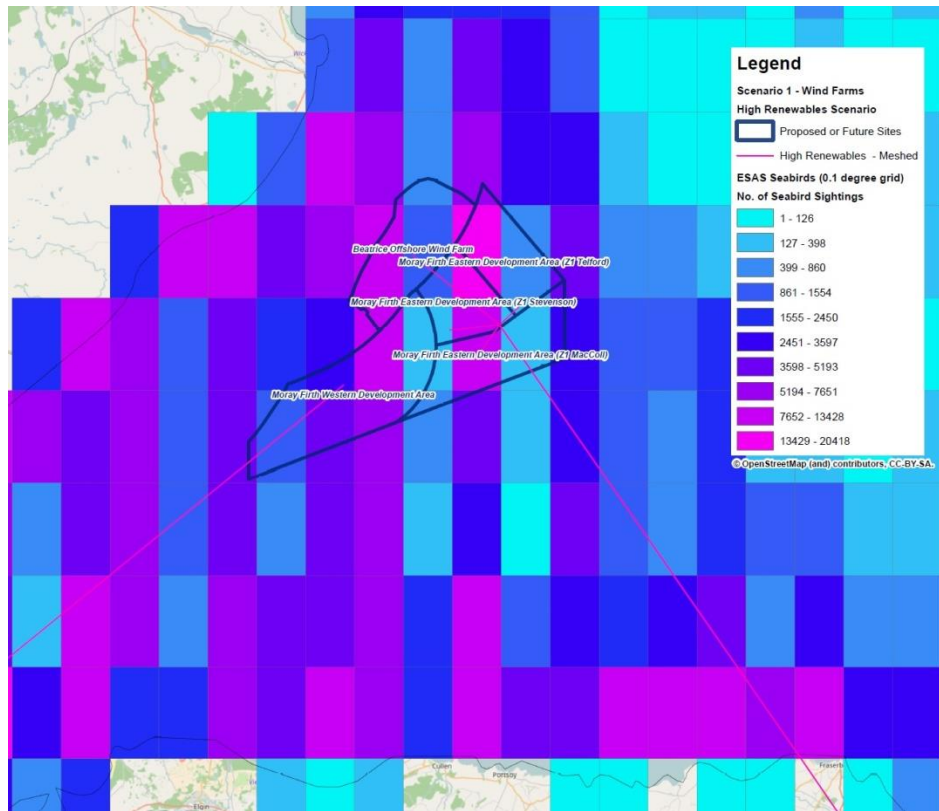 Wick
Legend
Scenario 1 - Wind Farms
High Renewables Scenario
Proposed or Future Sites
High Renewables - Meshed
ESAS Seabirds (0.1 degree grid)
No. of Seabird Sightings
1 - 126
127 - 398
399 - 860
861 - 1554
1555 - 2450
2451 - 3597
3598 - 5193
5194 - 7651
7652 - 13428
13429 - 20418
© OpenStreetMap (and) contributors, CC-BY-SA.
Beatrice Offshore Wind Farm
Moray Firth Eastern Development Area (Z1 Telford)
Moray Firth Eastern Development Area (Z1 Stevenson)
Moray Firth Eastern Development Area (Z1 MacColl)
Moray Firth Western Development Area
Cullen
Portsoy
Fraserb
Elgin